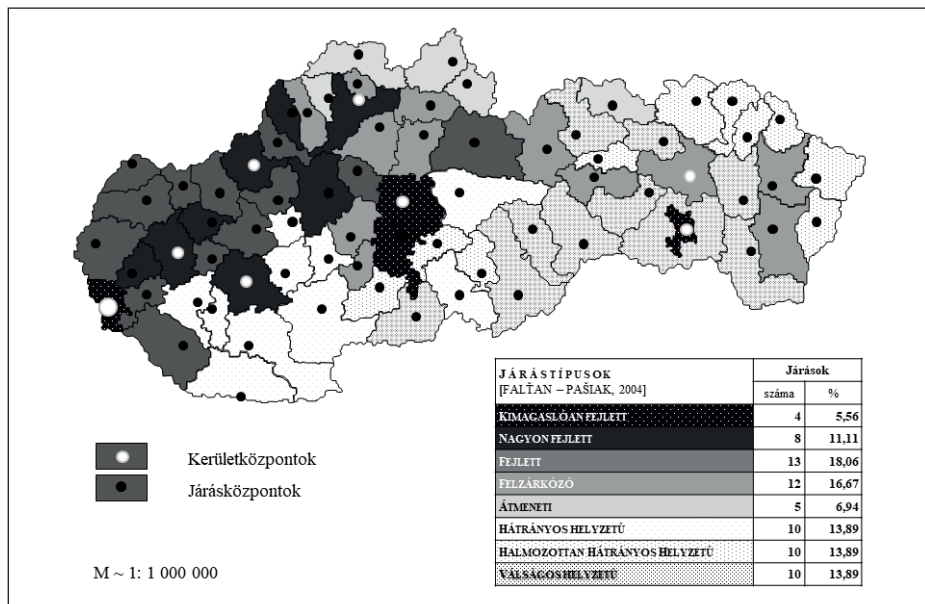 JÁRÁSTÍPUSOK
[FALŤAN – PAŠIAK, 2004]
Járások
száma %
KIMAGASLÓAN FEJLETT 4 5,56
NAGYON FEJLETT 8 11,11
FEJLETT 13 18,06
FELZÁRKÓZÓ 12 16,67
ÁTMENETI 5 6,94
HÁTRÁNYOS HELYZETŰ 10 13,89
HALMOZOTTAN HÁTRÁNYOS HELYZETŰ 10 13,89
VÁLSÁGOS HELYZETŰ 10 13,89
Kerületközpontok
Járásközpontok
M ~ 1: 1 000 000